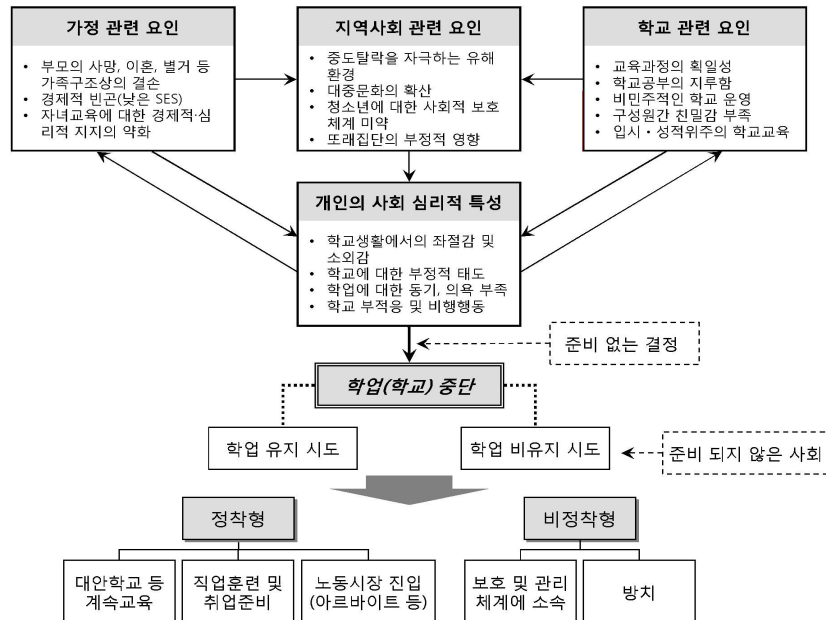 가정 관련 요인
• 부모의 사망, 이혼, 별거 등
가족구조상의 결손
• 경제적 빈곤(낮은 SES)
• 자녀교육에 대한 경제적·심
리적 지지의 약화
지역사회 관련 요인
• 중도탈락을 자극하는 유해
환경
• 대중문화의 확산
• 청소년에 대한 사회적 보호
체계 미약
• 또래집단의 부정적 영향
학교 관련 요인
• 교육과정의 획일성
• 학교공부의 지루함
• 비민주적인 학교 운영
• 구성원간 친밀감 부족
• 입시·성적위주의 학교교육
개인의 사회 심리적 특성
• 학교생활에서의 좌절감 및
소외감
• 학교에 대한 부정적 태도
• 학업에 대한 동기, 의욕 부족
• 학교 부적응 및 비행행동
준비 없는 결정
학업(학교) 중단
학업 유지 시도
학업 비유지 시도
준비 되지 않은 사회
정착형
비정착형
대안학교 등
계속교육
직업훈련 및
취업준비
노동시장 진입
(아르바이트 등)
보호 및 관리
체계에 소속
방치